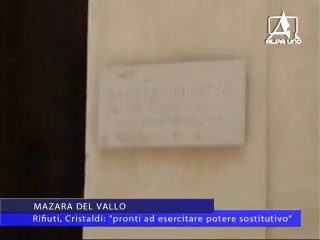 ALPA UNO
MAZARA DEL VALLO
Rifiuti, Cristaldi: "pronti ad esercitare potere sostitutivo"